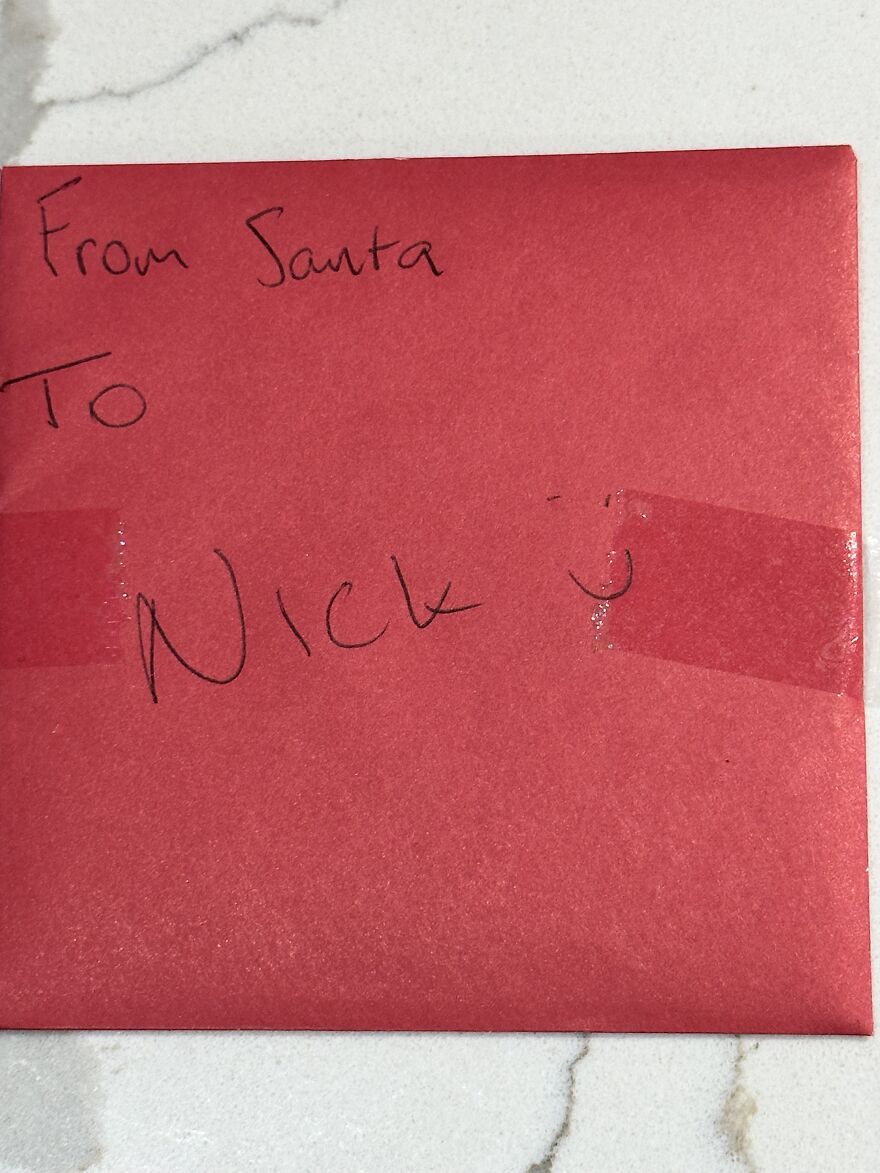 From Santa
To
Nick :)